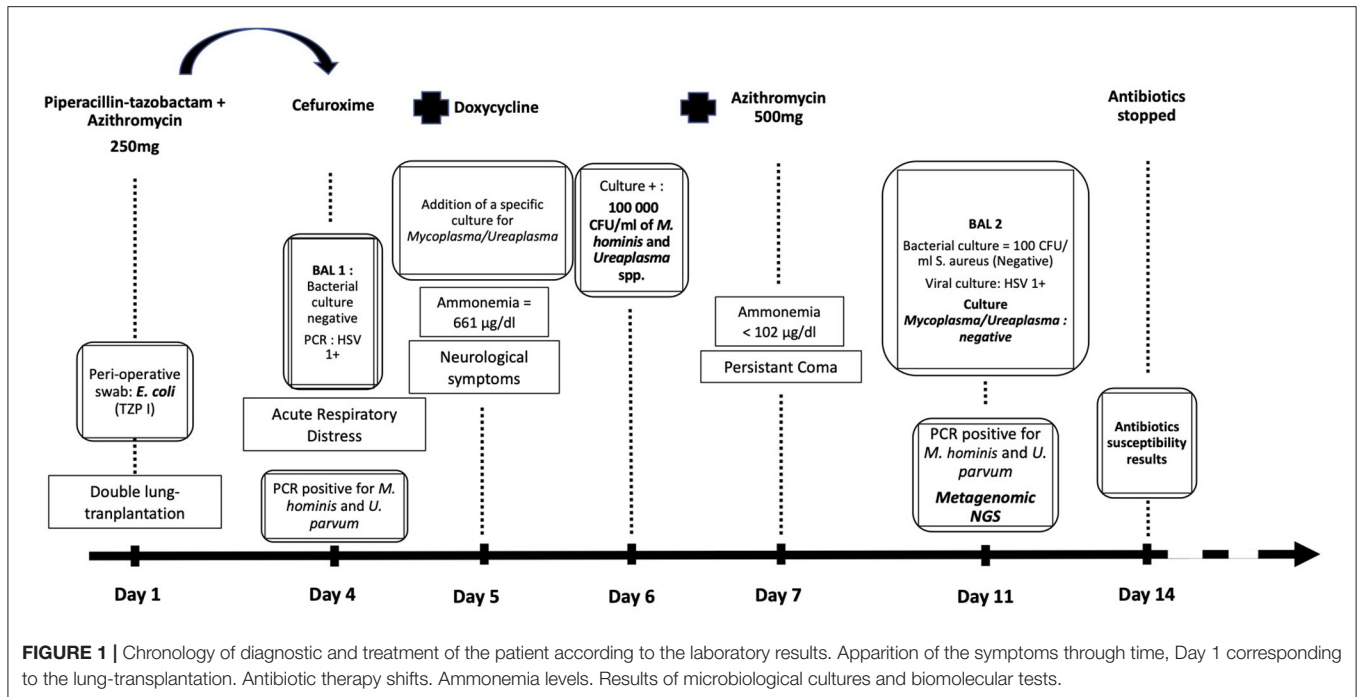 Piperacillin-tazobactam +
Azithromycin
250mg
Cefuroxime
Doxycycline
Azithromycin
500mg
Antibiotics
stopped
Peri-operative
swab: E. coli
(TZP I)
Double lung-
tranplantation
BAL 1 :
Bacterial
culture
negative
PCR : HSV
1+
Acute Respiratory
Distress
PCR positive for M.
hominis and U.
parvum
Addition of a specific
culture for
Mycoplasma/Ureaplasma
Ammonemia =
661 µg/dl
Neurological
symptoms
Culture + :
100 000
CFU/ml of M.
hominis and
Ureaplasma
spp.
Ammonemia
< 102 µg/dl
Persistant Coma
BAL 2
Bacterial culture = 100 CFU/
ml S. aureus (Negative)
Viral culture: HSV 1+
Culture
Mycoplasma/Ureaplasma :
negative
PCR positive for
M. hominis and U.
parvum
Metagenomic
NGS
Antibiotics
susceptibility
results
Day 1
Day 4
Day 5
Day 6
Day 7
Day 11
Day 14
FIGURE 1 | Chronology of diagnostic and treatment of the patient according to the laboratory results. Apparition of the symptoms through time, Day 1 corresponding
to the lung-transplantation. Antibiotic therapy shifts. Ammonemia levels. Results of microbiological cultures and biomolecular tests.